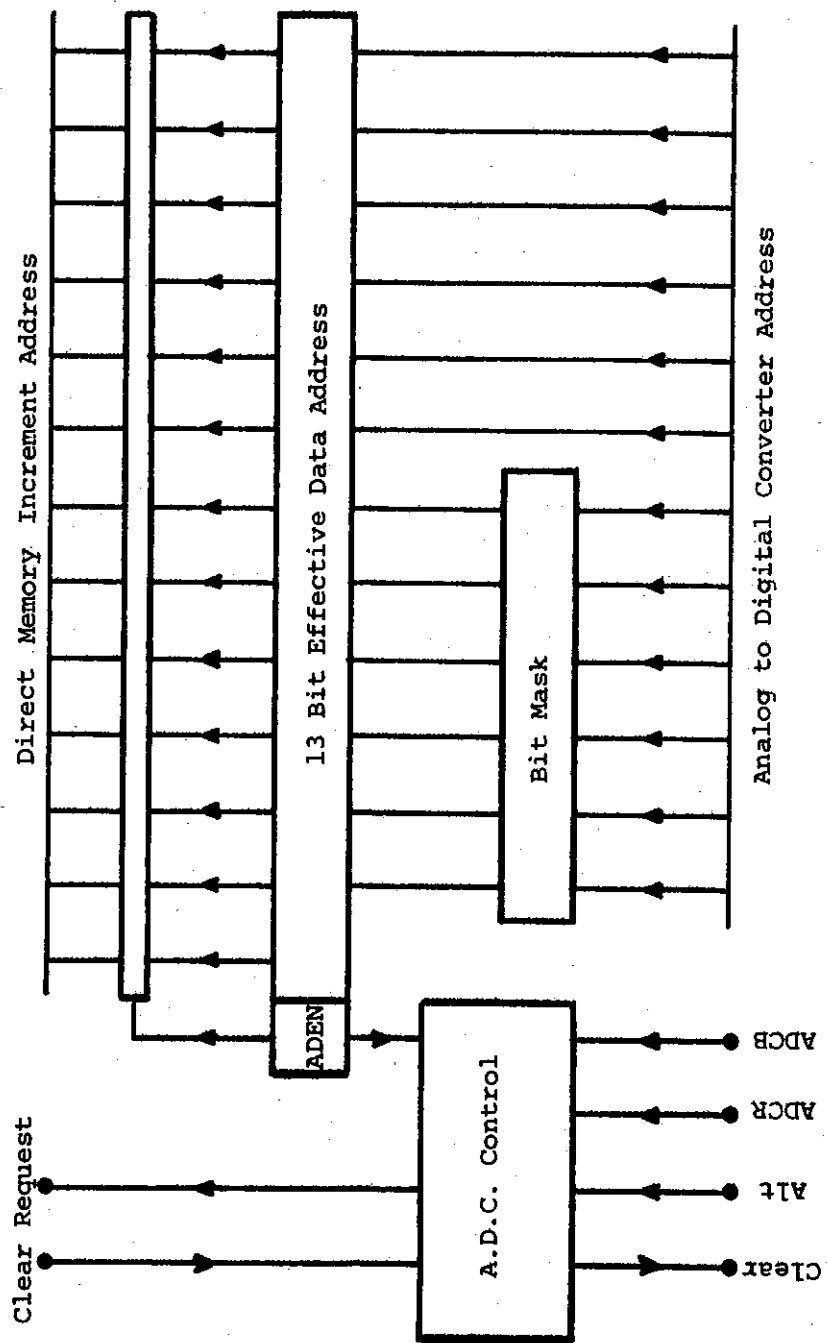 Clear Request
Direct Memory Increment Address
ADEN
13 Bit Effective Data Address
A.D.C. Control
Bit Mask
Clear
Alt
ADCR
ADCB
Analog to Digital Converter Address